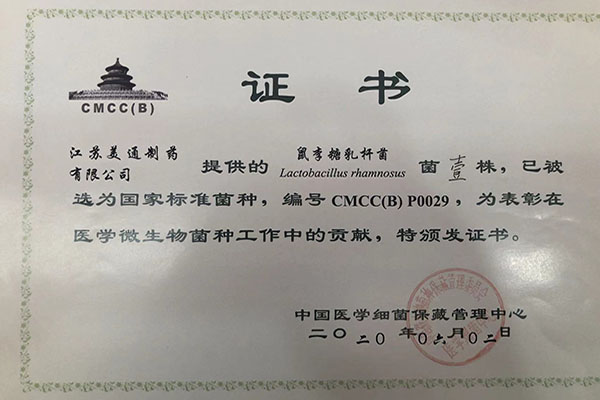 CMCC(B)
证书
江苏美通制药
有限公司
提供的
鼠李糖乳杆菌
Lactobacillus rhamnosus
菌壹株，已被
选为国家标准菌种，编号 CMCC(B) P0029，为表彰在
医学微生物菌种工作中的贡献，特颁发证书。
中国医学细菌保藏管理中心
二〇二〇年〇六月〇二日